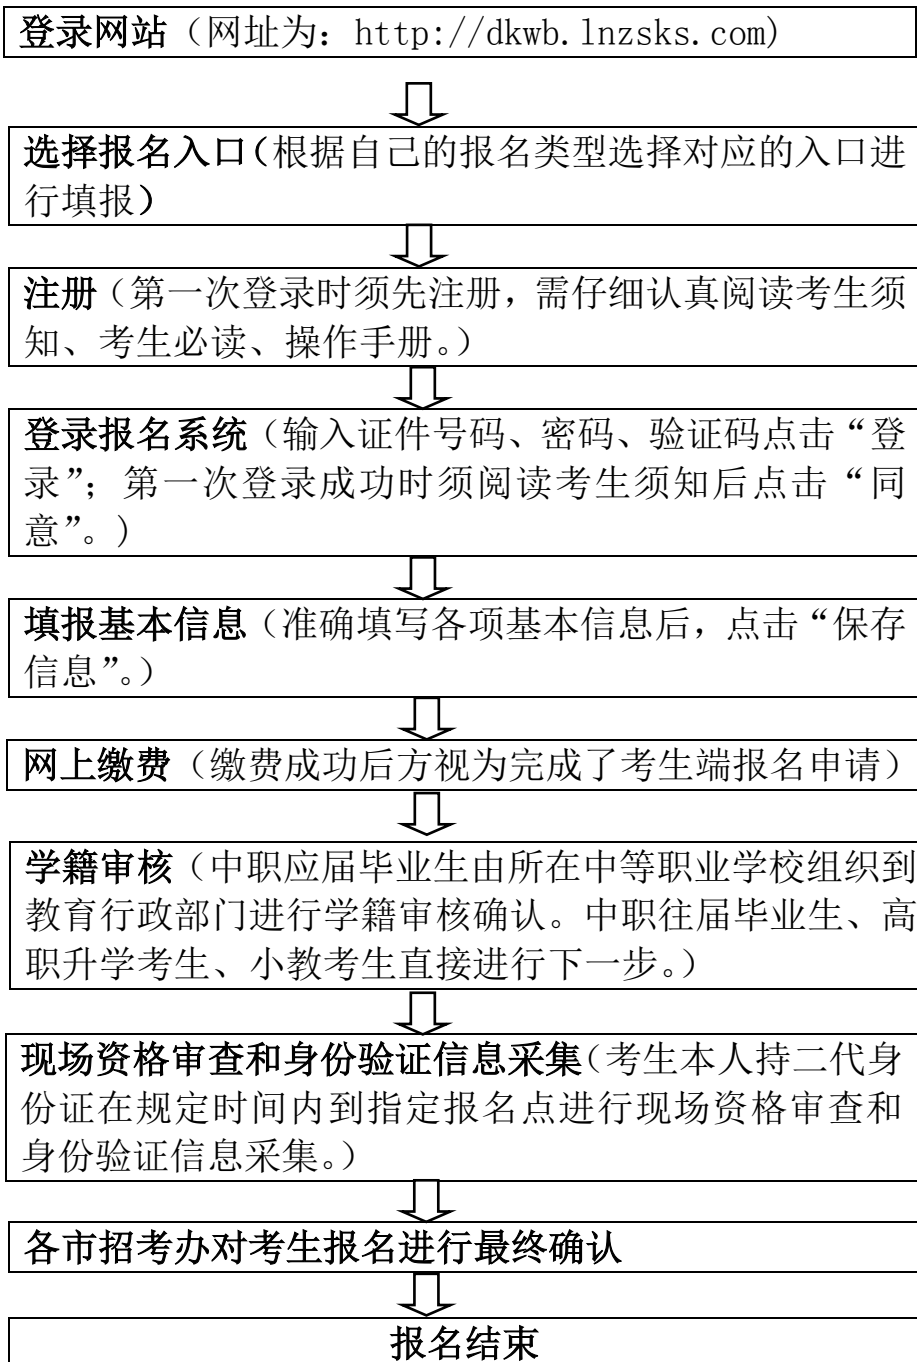 登录网站（网址为：http://dkwb.lnzsks.com)
选择报名入口(根据自己的报名类型选择对应的入口进
行填报)
注册（第一次登录时须先注册，需仔细认真阅读考生须
知、考生必读、操作手册。）
登录报名系统（输入证件号码、密码、验证码点击“登
录”；第一次登录成功时须阅读考生须知后点击“同
意”。)
填报基本信息（准确填写各项基本信息后，点击“保存
信息”。）
网上缴费（缴费成功后方视为完成了考生端报名申请）
学籍审核（中职应届毕业生由所在中等职业学校组织到
教育行政部门进行学籍审核确认。中职往届毕业生、高
职升学考生、小教考生直接进行下一步。）
现场资格审查和身份验证信息采集（考生本人持二代身
份证在规定时间内到指定报名点进行现场资格审查和
身份验证信息采集。）
各市招考办对考生报名进行最终确认
报名结束